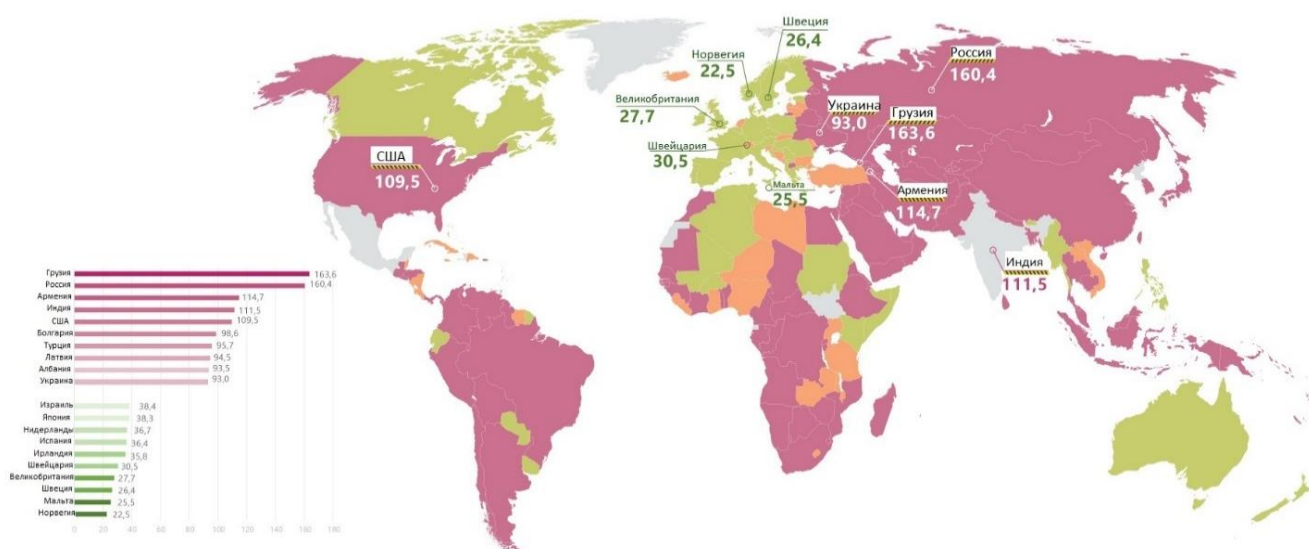 Швеция
26,4
Норвегия
22,5
Россия
160,4
Великобритания
27,7
Украина
93,0
Грузия
163,6
США
109,5
Швейцария
30,5
Мальта
25,5
Армения
114,7
Индия
111,5
Грузия 163,6
Россия 160,4
Армения 114,7
Индия 111,5
США 109,5
Болгария 98,6
Турция 95,7
Латвия 94,5
Албания 93,5
Украина 93,0
Израиль 38,4
Япония 38,3
Нидерланды 36,7
Испания 36,4
Ирландия 35,8
Швейцария 30,5
Великобритания 27,7
Швеция 26,4
Мальта 25,5
Норвегия 22,5
0 20 40 60 80 100 120 140 160 180